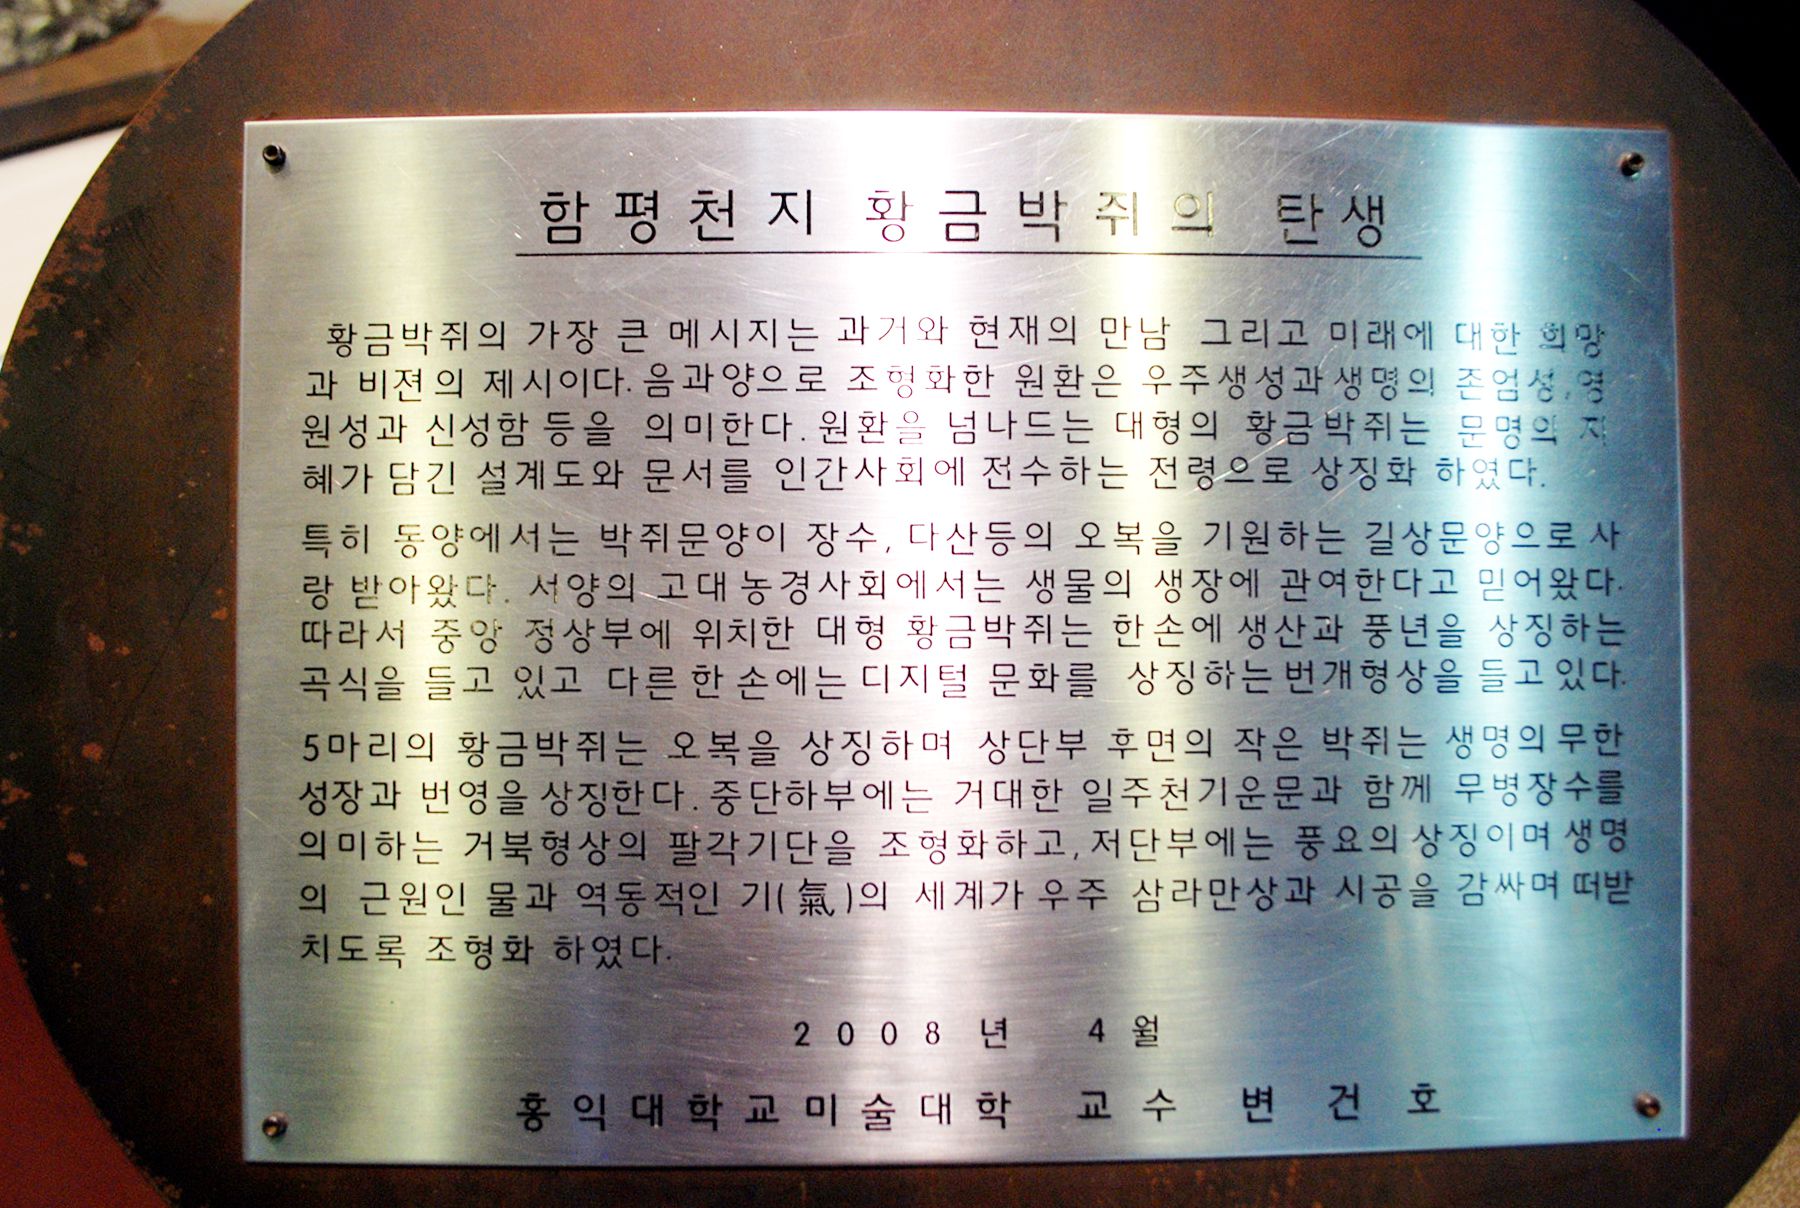 함평천지 황금박쥐의 탄생
황금박쥐의 가장 큰 메시지는 과거와 현재의 만남 그리고 미래에 대한 희망
과 비젼의 제시이다. 음과양으로 조형화한 원환은 우주생성과 생명의 존엄성, 영
원성과 신성함 등을 의미한다. 원환을 넘나드는 대형의 황금박쥐는 문명의 지
혜가 담긴 설계도와 문서를 인간사회에 전수하는 전령으로 상징화 하였다.
특히 동양에서는 박쥐문양이 장수, 다산등의 오복을 기원하는 길상문양으로 사
랑 받아왔다. 서양의 고대 농경사회에서는 생물의 생장에 관여한다고 믿어왔다.
따라서 중앙 정상부에 위치한 대형 황금박쥐는 한손에 생산과 풍년을 상징하는
곡식을 들고 있고 다른 한 손에는 디지털 문화를 상징하는 번개형상을 들고 있다.
5마리의 황금박쥐는 오복을 상징하며 상단부 후면의 작은 박쥐는 생명의 무한
성장과 번영을 상징한다. 중단하부에는 거대한 일주천기운문과 함께 무병장수를
의미하는 거북형상의 팔각기단을 조형화하고, 저단부에는 풍요의 상징이며 생명
의 근원인 물과 역동적인 기(氣)의 세계가 우주 삼라만상과 시공을 감싸며 떠받
치도록 조형화 하였다.
2008년 4월
홍익대학교미술대학 교수 변건호